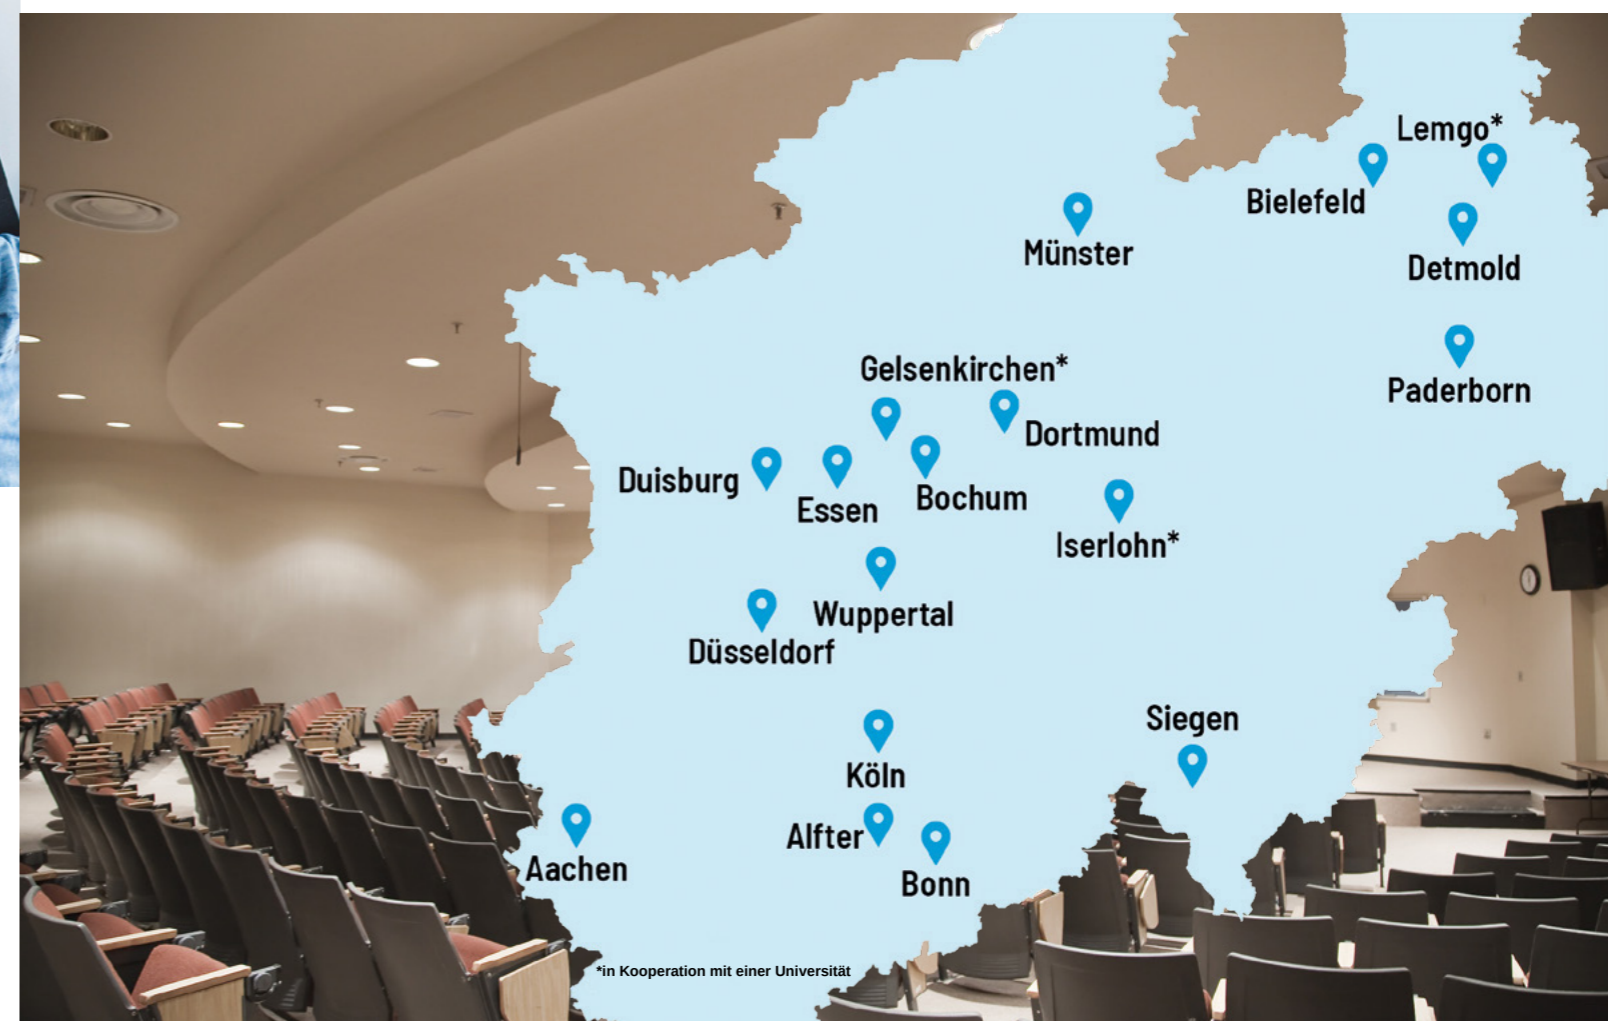 Lemgo*
Bielefeld
Münster
Detmold
Gelsenkirchen*
Paderborn
Dortmund
Duisburg
Bochum
Essen
Iserlohn*
Wuppertal
Düsseldorf
Siegen
Köln
Alfter
Aachen
Bonn
*in Kooperation mit einer Universität